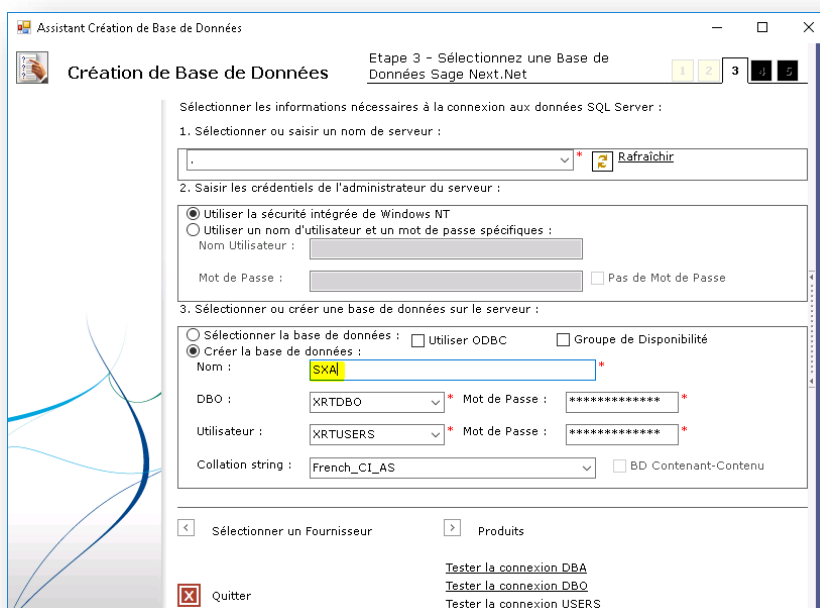 Assistant Création de Base de Données
Création de Base de Données
Etape 3 - Sélectionnez une Base de
Données Sage Next.Net
1 2 3 4 5
Sélectionner les informations nécessaires à la connexion aux données SQL Server :
1. Sélectionner ou saisir un nom de serveur :
. * Rafraîchir
2. Saisir les crédentiels de l'administrateur du serveur :
Utiliser la sécurité intégrée de Windows NT
Utiliser un nom d'utilisateur et un mot de passe spécifiques :
Nom Utilisateur :
Mot de Passe : Pas de Mot de Passe
3. Sélectionner ou créer une base de données sur le serveur :
Sélectionner la base de données : Utiliser ODBC Groupe de Disponibilité
Créer la base de données :
Nom : SXA *
DBO : XRTDBO * Mot de Passe : ************* *
Utilisateur : XRTUSERS * Mot de Passe : ************* *
Collation string : French_CI_AS BD Contenant-Contenu
< Sélectionner un Fournisseur > Produits
Tester la connexion DBA
Tester la connexion DBO
X Quitter
Tester la connexion USERS